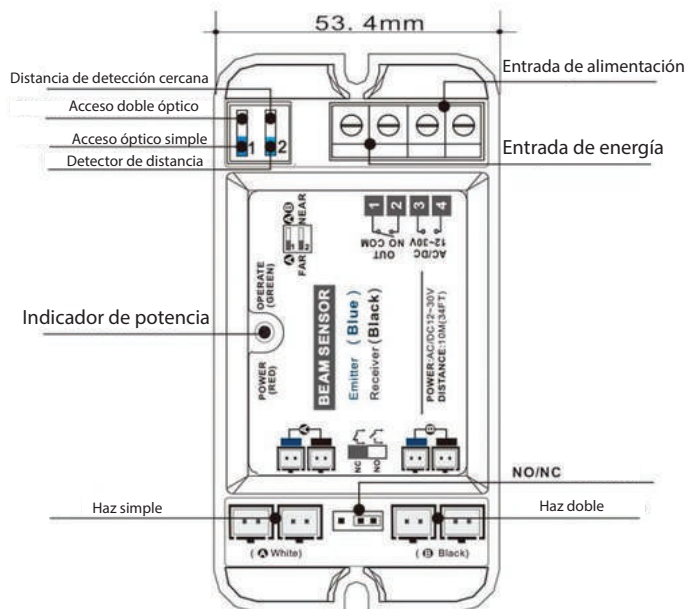 53. 4mm
Distancia de detección cercana
Entrada de alimentación
Acceso doble óptico
Acceso óptico simple
Detector de distancia
1 2
Entrada de energía
A AB
FAR NEAR
1 2
1 2 3 4
NO COM
OUT
AC/DC
12~30V
Indicador de potencia
OPERATE
(GREEN)
POWER
(RED)
BEAM SENSOR
Emitter (Blue)
Receiver (Black)
POWER:AC/DC12~30V
DISTANCE:10M(34FT)
A
NC NO
B
NO/NC
Haz simple
Haz doble
(A White)
(B Black)